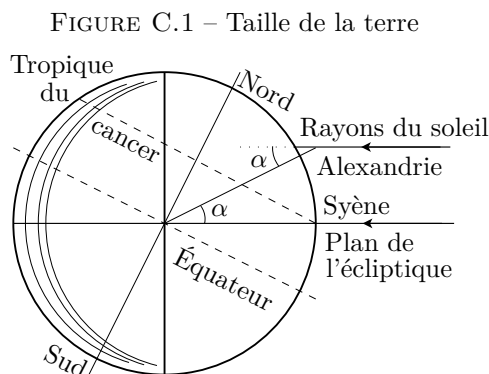 FIGURE C.1 – Taille de la terre
Tropique
du
cancer
Nord
Rayons du soleil
α
Alexandrie
Syène
α
Plan de
l'écliptique
Équateur
Sud